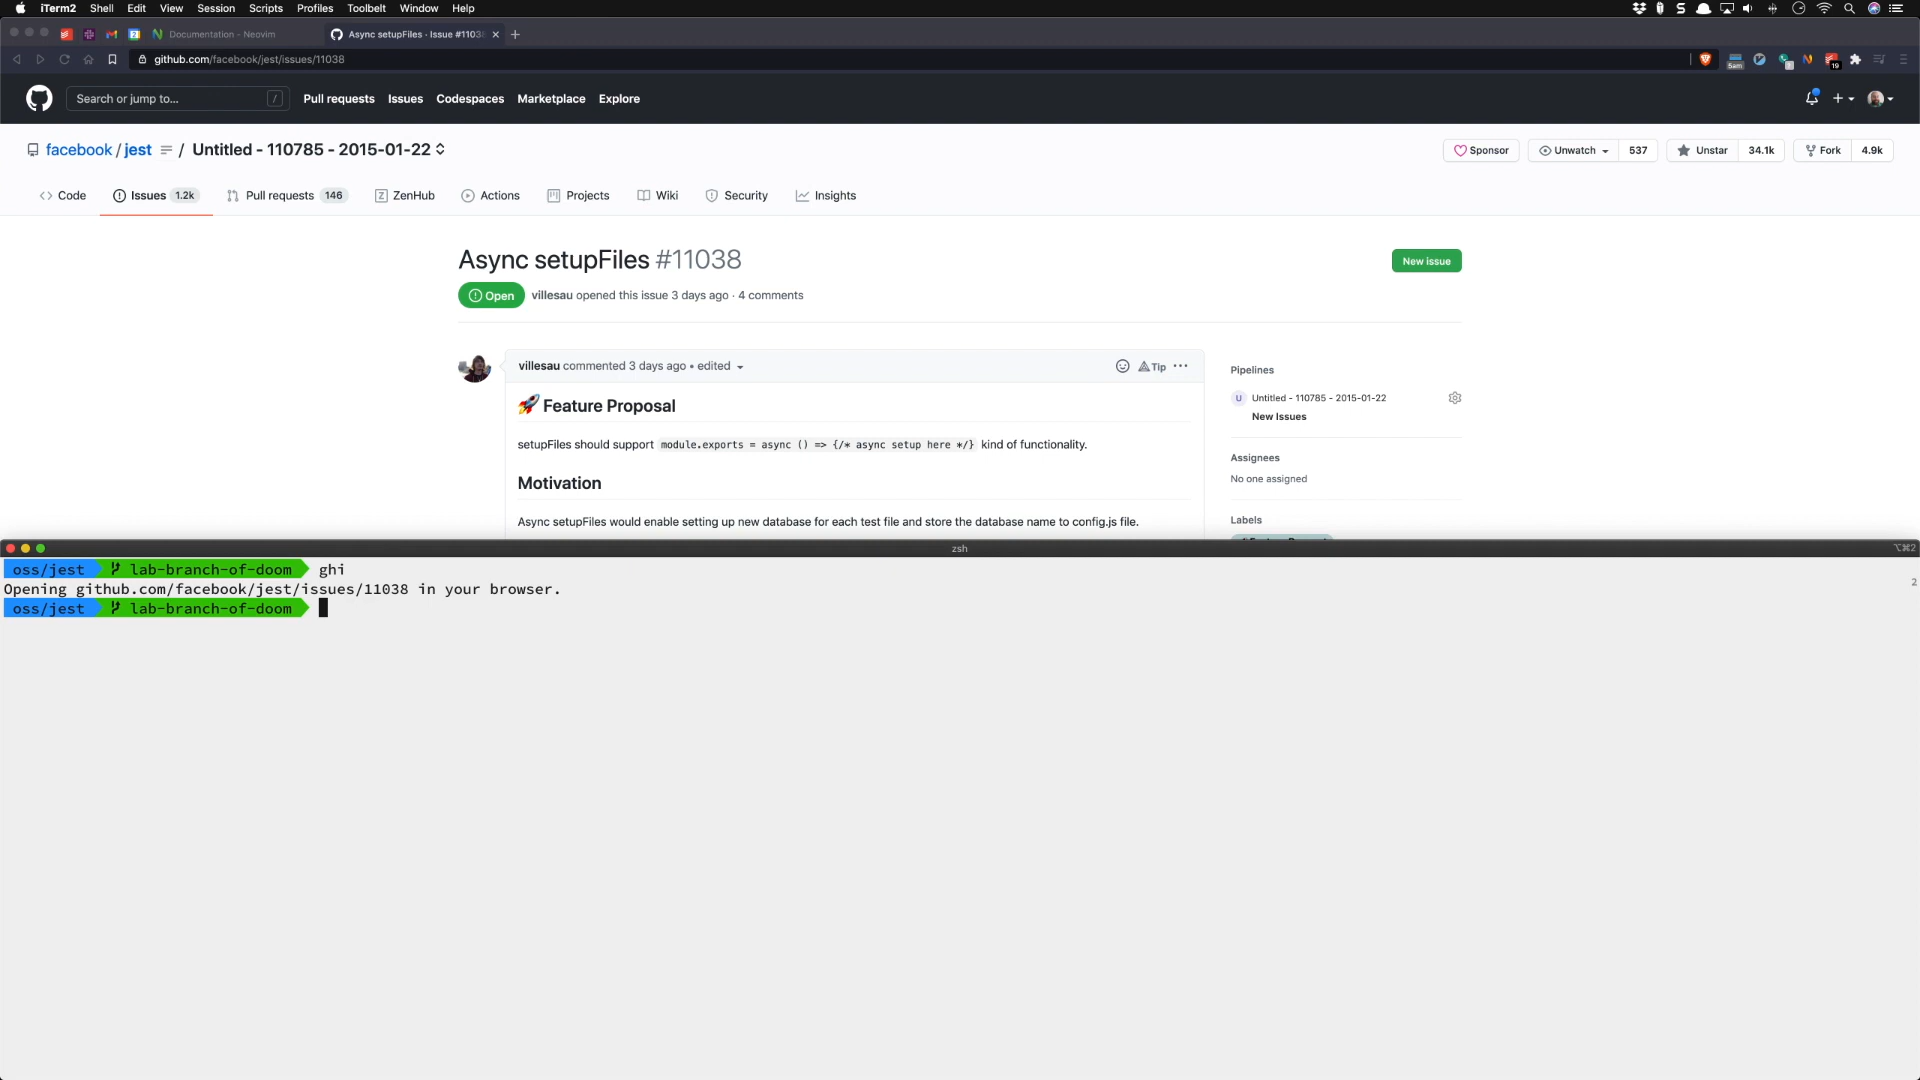 iTerm2 Shell Edit View Session Scripts Profiles Toolbelt Window Help
Documentation - Neovim
Async setupFiles · Issue #11038
github.com/facebook/jest/issues/11038
5am
19
Search or jump to... /
Pull requests Issues Codespaces Marketplace Explore
facebook / jest / Untitled - 110785 - 2015-01-22
Sponsor Unwatch 537 Unstar 34.1k Fork 4.9k
Code Issues 1.2k Pull requests 146 ZenHub Actions Projects Wiki Security Insights
Async setupFiles #11038
New issue
Open villesau opened this issue 3 days ago · 4 comments
villesau commented 3 days ago • edited
Tip
🚀 Feature Proposal
setupFiles should support module.exports = async () => {/* async setup here */} kind of functionality.
Motivation
Async setupFiles would enable setting up new database for each test file and store the database name to config.js file.
Pipelines
U Untitled - 110785 - 2015-01-22
New Issues
Assignees
No one assigned
Labels
zsh
⌥⌘2
oss/jest lab-branch-of-doom ghi
Opening github.com/facebook/jest/issues/11038 in your browser.
2
oss/jest lab-branch-of-doom